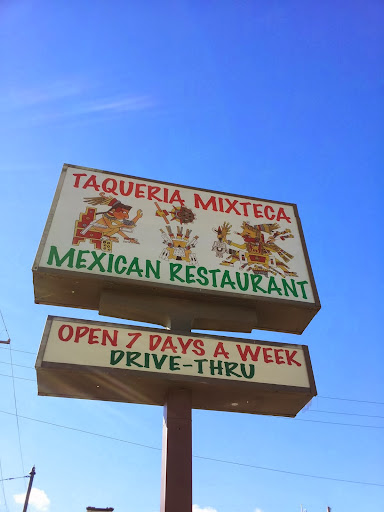 TAQUERIA MIXTECA
MEXICAN RESTAURANT
OPEN 7 DAYS A WEEK
DRIVE-THRU